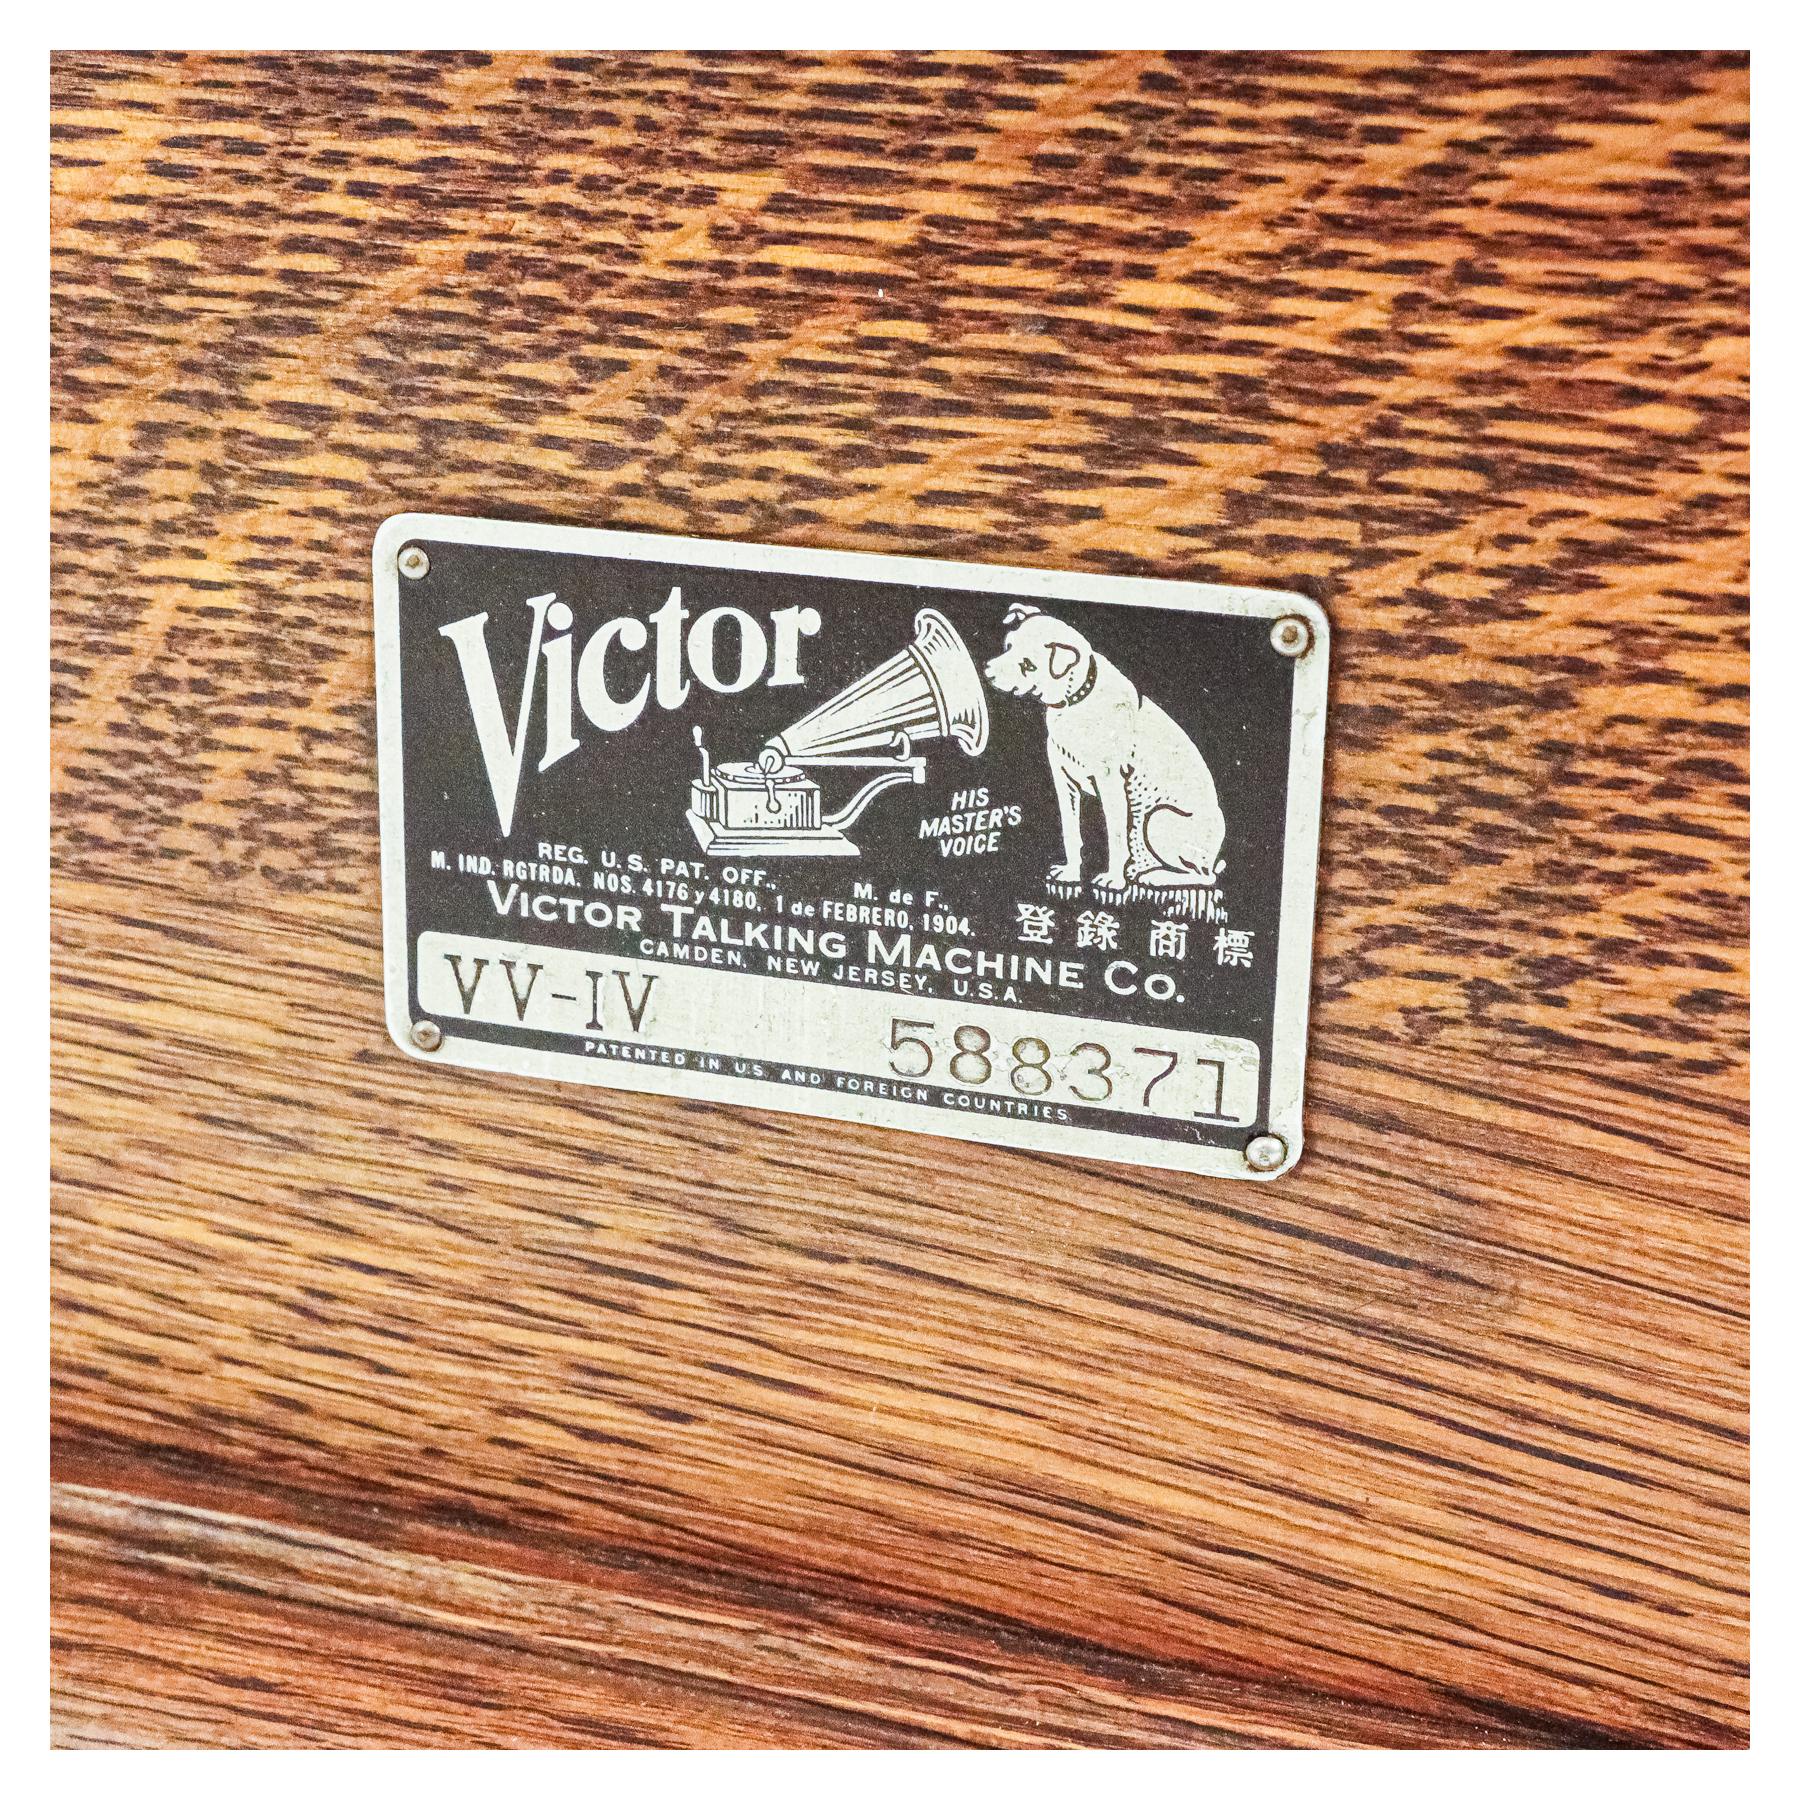 Victor
HIS
MASTER'S
VOICE
REG. U. S. PAT. OFF., M. de F.,
M. IND. RGTRDA. NOS. 4176 y 4180, 1 de FEBRERO, 1904.
登錄商標
VICTOR TALKING MACHINE CO.
CAMDEN, NEW JERSEY, U.S.A.
VV-IV 588371
PATENTED IN U.S. AND FOREIGN COUNTRIES.